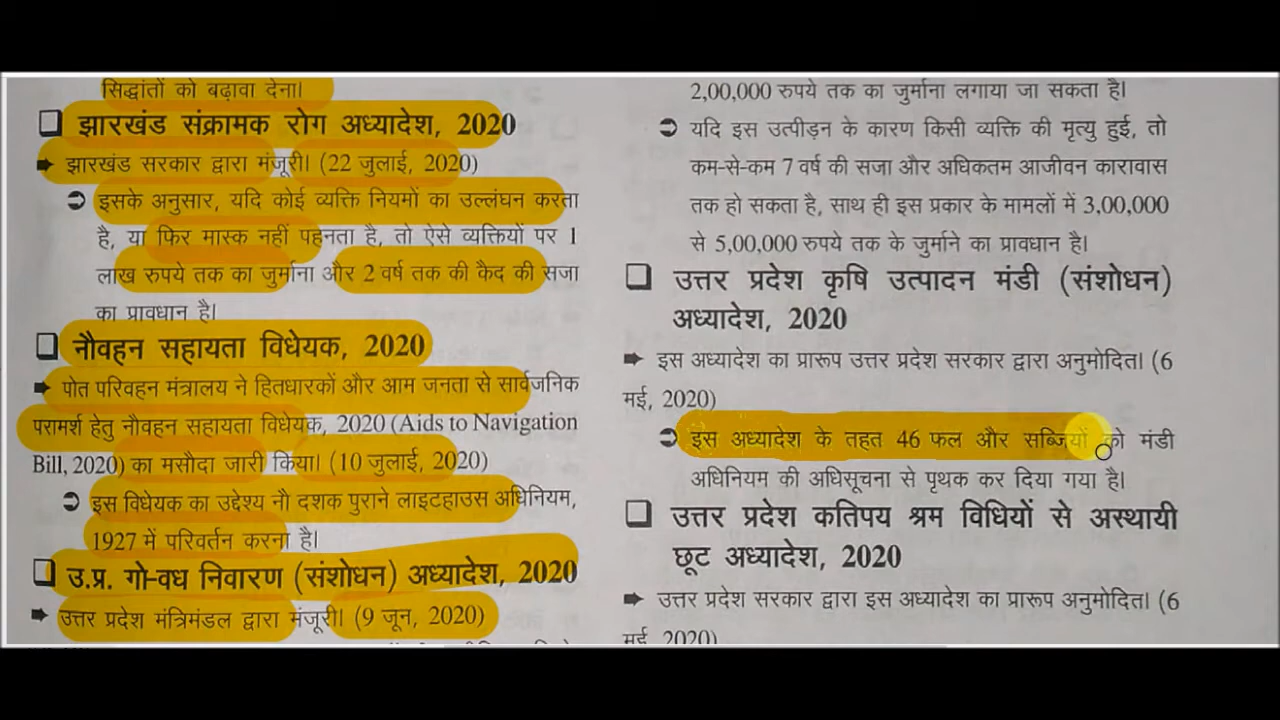 सिद्धांतों को बढ़ावा देना।
❑ झारखंड संक्रामक रोग अध्यादेश, 2020
➨ झारखंड सरकार द्वारा मंजूरी। (22 जुलाई, 2020)
➲ इसके अनुसार, यदि कोई व्यक्ति नियमों का उल्लंघन करता
है, या फिर मास्क नहीं पहनता है, तो ऐसे व्यक्तियों पर 1
लाख रुपये तक का जुर्माना और 2 वर्ष तक की कैद की सजा
का प्रावधान है।
❑ नौवहन सहायता विधेयक, 2020
➨ पोत परिवहन मंत्रालय ने हितधारकों और आम जनता से सार्वजनिक
परामर्श हेतु नौवहन सहायता विधेयक, 2020 (Aids to Navigation
Bill, 2020) का मसौदा जारी किया। (10 जुलाई, 2020)
➲ इस विधेयक का उद्देश्य नौ दशक पुराने लाइटहाउस अधिनियम,
1927 में परिवर्तन करना है।
❑ उ.प्र. गो-वध निवारण (संशोधन) अध्यादेश, 2020
➨ उत्तर प्रदेश मंत्रिमंडल द्वारा मंजूरी। (9 जून, 2020)
2,00,000 रुपये तक का जुर्माना लगाया जा सकता है।
➲ यदि इस उत्पीड़न के कारण किसी व्यक्ति की मृत्यु हुई, तो
कम-से-कम 7 वर्ष की सजा और अधिकतम आजीवन कारावास
तक हो सकता है, साथ ही इस प्रकार के मामलों में 3,00,000
से 5,00,000 रुपये तक के जुर्माने का प्रावधान है।
❑ उत्तर प्रदेश कृषि उत्पादन मंडी (संशोधन)
अध्यादेश, 2020
➨ इस अध्यादेश का प्रारूप उत्तर प्रदेश सरकार द्वारा अनुमोदित। (6
मई, 2020)
➲ इस अध्यादेश के तहत 46 फल और सब्जियों को मंडी
अधिनियम की अधिसूचना से पृथक कर दिया गया है।
❑ उत्तर प्रदेश कतिपय श्रम विधियों से अस्थायी
छूट अध्यादेश, 2020
➨ उत्तर प्रदेश सरकार द्वारा इस अध्यादेश का प्रारूप अनुमोदित। (6
मई, 2020)